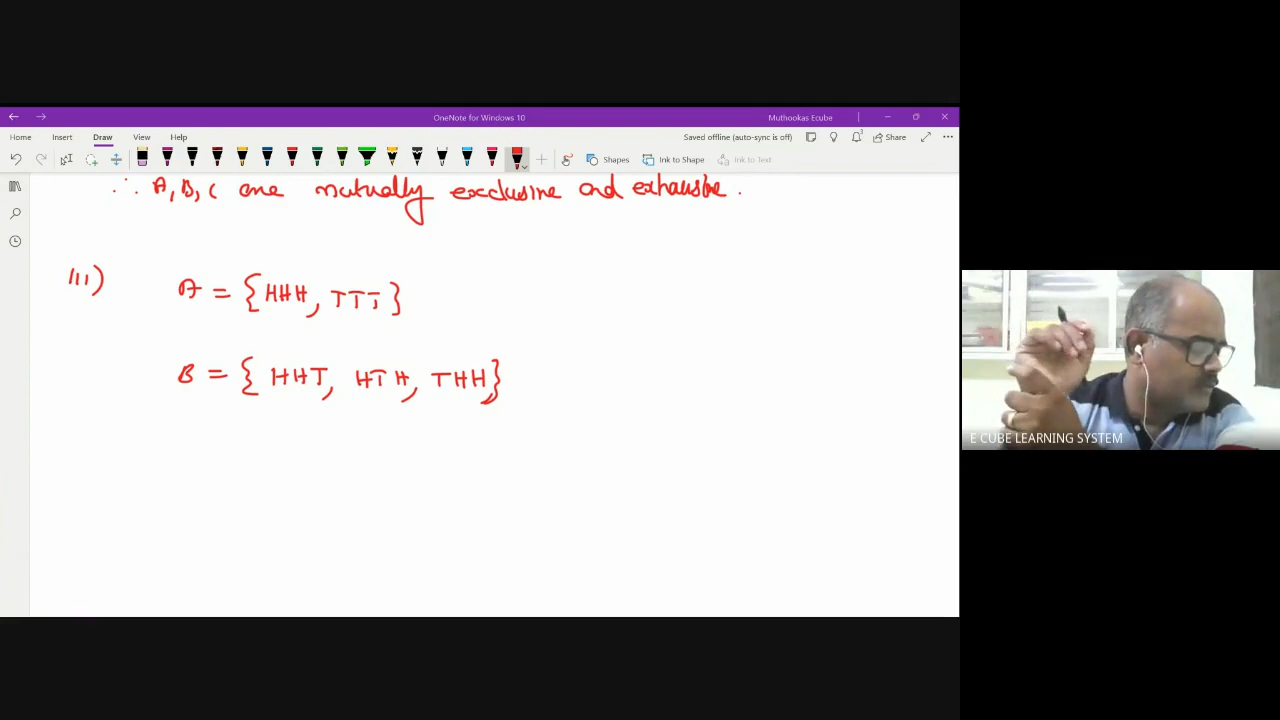 OneNote for Windows 10
Muthookas Ecube
Home Insert Draw View Help
Saved offline (auto-sync is off)
3
Share
Shapes
Ink to Shape
Ink to Text
∴ A, B, C are mutually exclusive and exhausive.
III) A = {HHH, TTT}
B = { HHT, HTH, THH}
E CUBE LEARNING SYSTEM